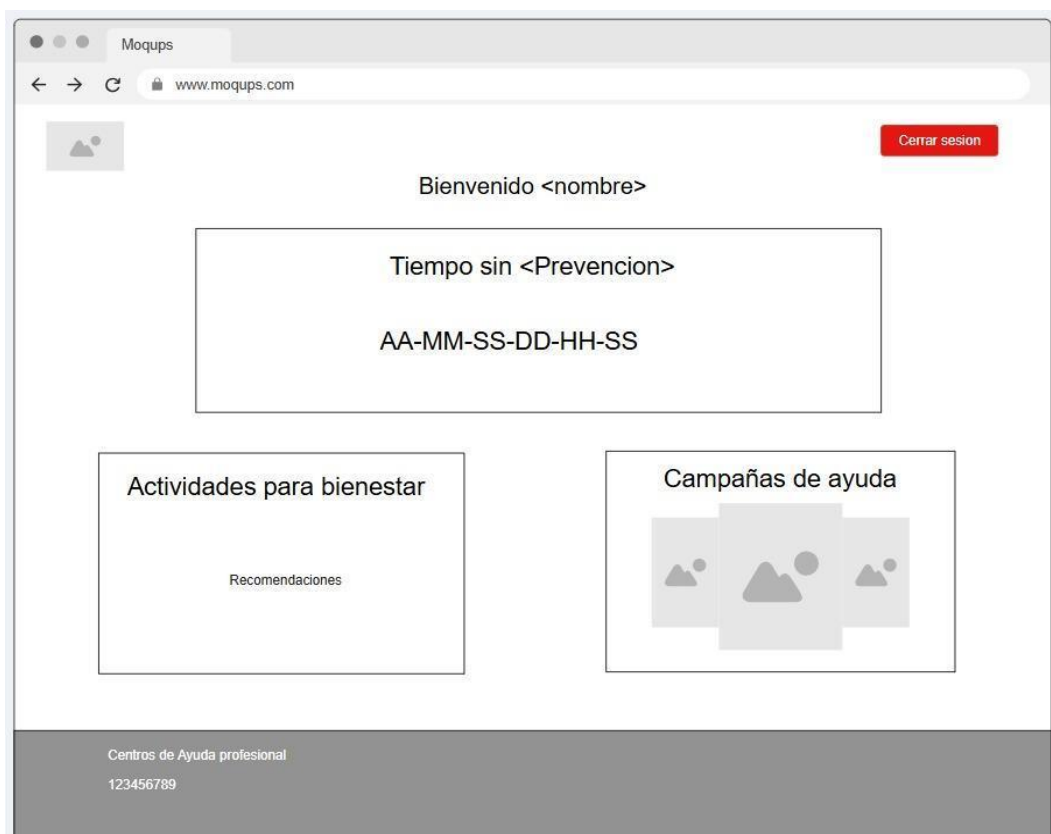 Moqups
www.moqups.com
Cerrar sesion
Bienvenido <nombre>
Tiempo sin <Prevencion>
AA-MM-SS-DD-HH-SS
Actividades para bienestar
Recomendaciones
Campañas de ayuda
Centros de Ayuda profesional
123456789